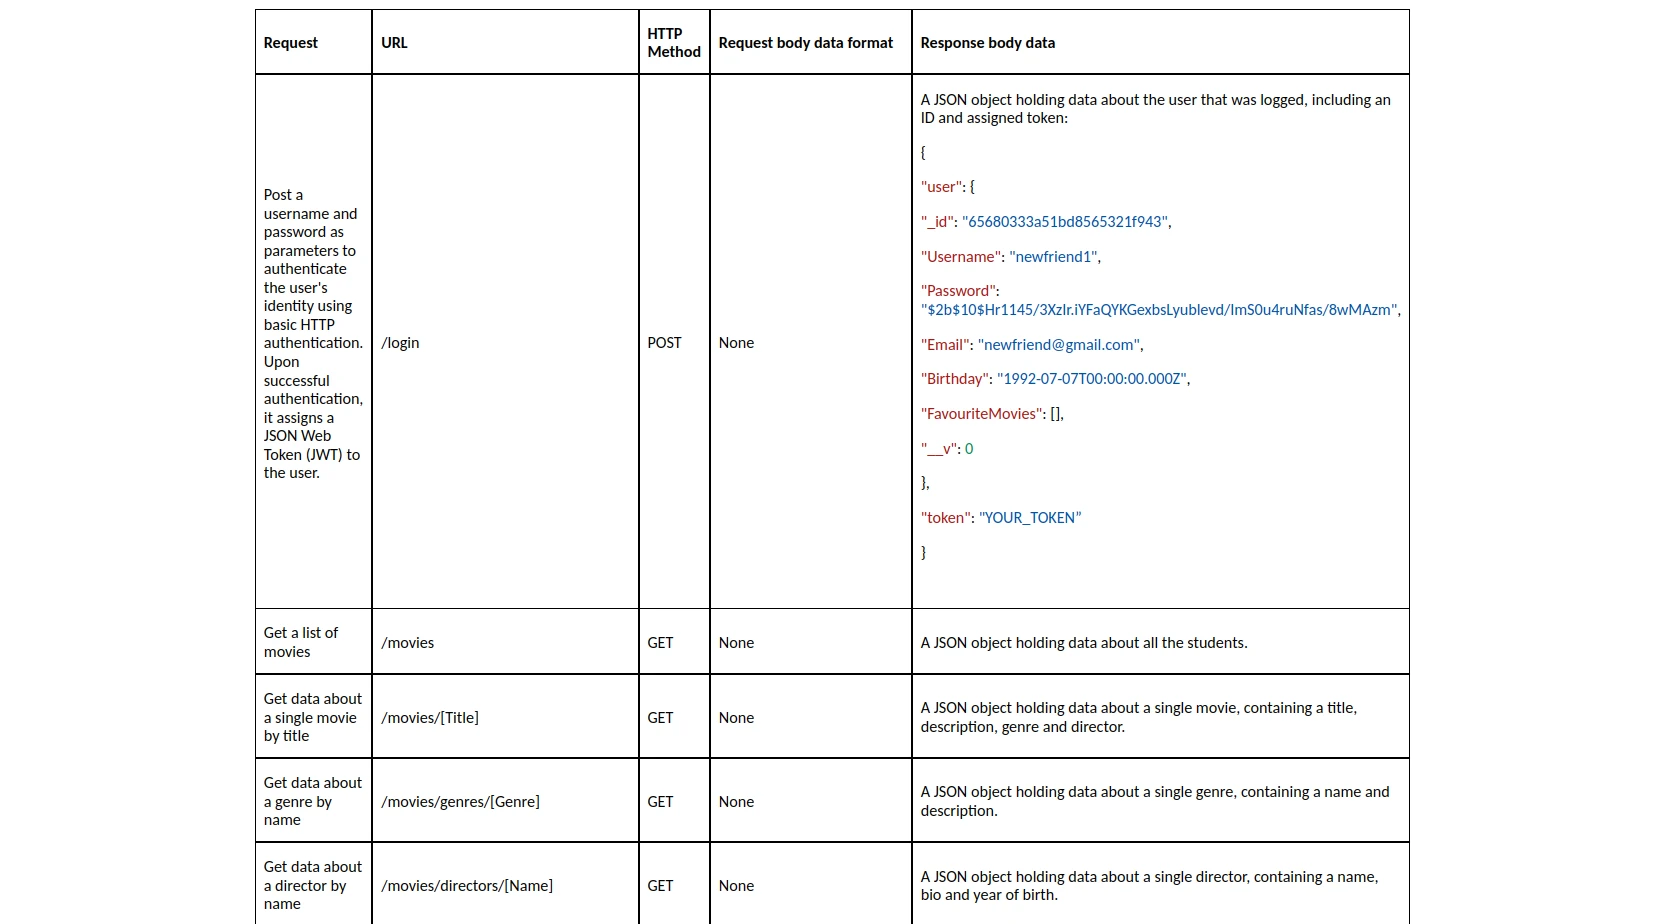 Request
URL
HTTP
Method
Request body data format
Response body data
Post a
username and
password as
parameters to
authenticate
the user's
identity using
basic HTTP
authentication.
Upon
successful
authentication,
it assigns a
JSON Web
Token (JWT) to
the user.
/login
POST
None
A JSON object holding data about the user that was logged, including an
ID and assigned token:
{
"user": {
"_id": "65680333a51bd8565321f943",
"Username": "newfriend1",
"Password":
"$2b$10$Hr1145/3XzIr.iYFaQYKGexbsLyublevd/ImS0u4ruNfas/8wMAzm",
"Email": "newfriend@gmail.com",
"Birthday": "1992-07-07T00:00:00.000Z",
"FavouriteMovies": [],
"__v": 0
},
"token": "YOUR_TOKEN”
}
Get a list of
movies
/movies
GET
None
A JSON object holding data about all the students.
Get data about
a single movie
by title
/movies/[Title]
GET
None
A JSON object holding data about a single movie, containing a title,
description, genre and director.
Get data about
a genre by
name
/movies/genres/[Genre]
GET
None
A JSON object holding data about a single genre, containing a name and
description.
Get data about
a director by
name
/movies/directors/[Name]
GET
None
A JSON object holding data about a single director, containing a name,
bio and year of birth.